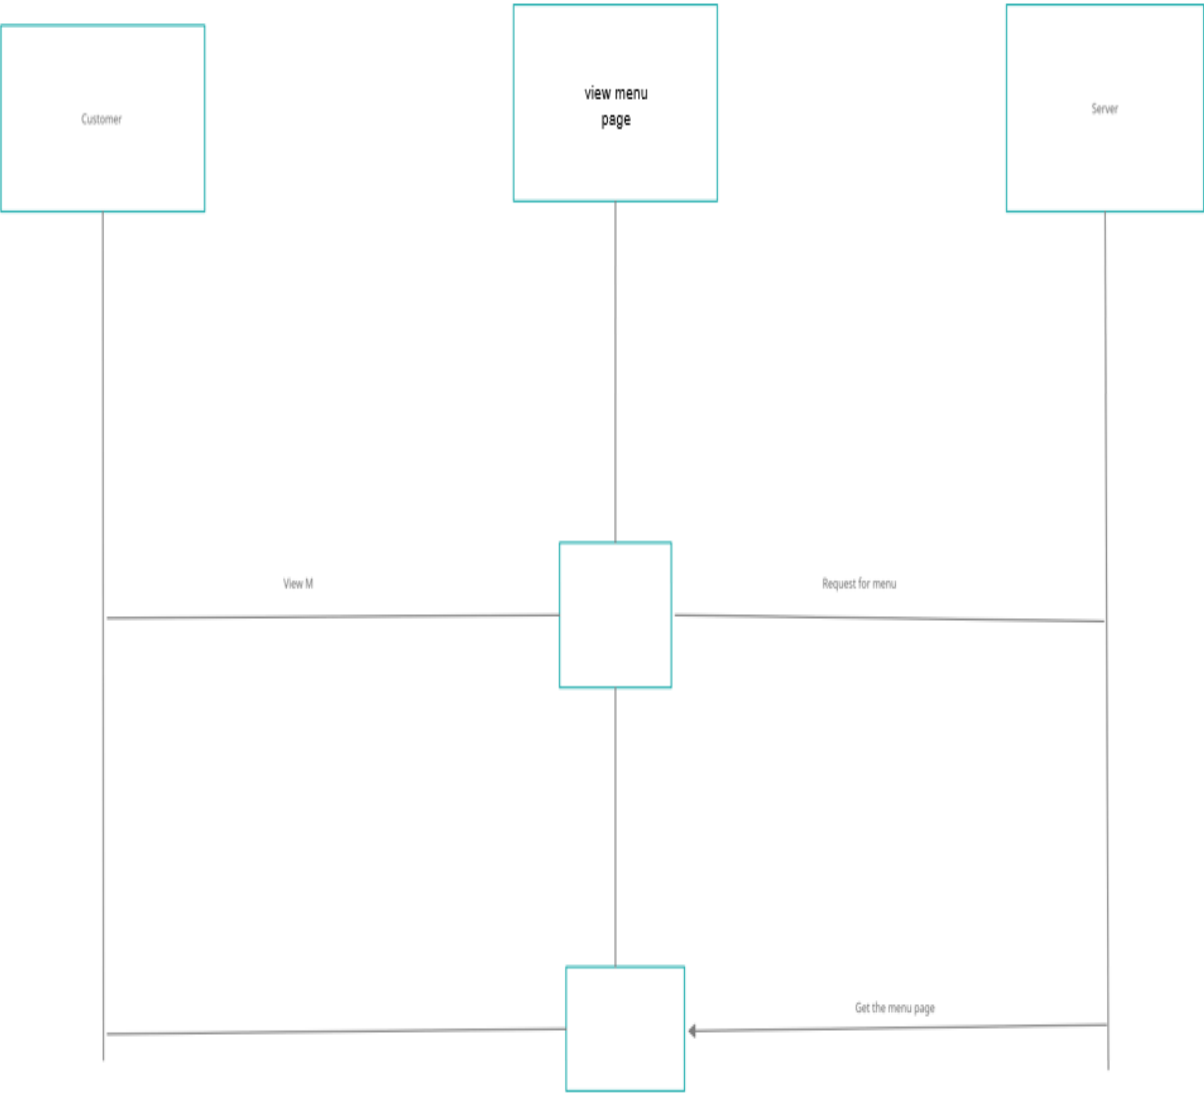 Customer
view menu
page
Server
View M
Request for menu
Get the menu page